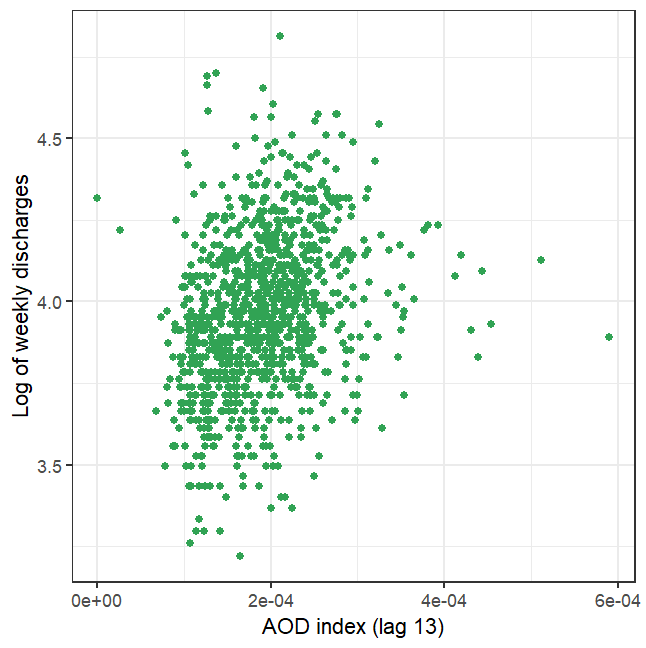 4.5
4.0
3.5
Log of weekly discharges
0e+00 2e-04 4e-04 6e-04
AOD index (lag 13)